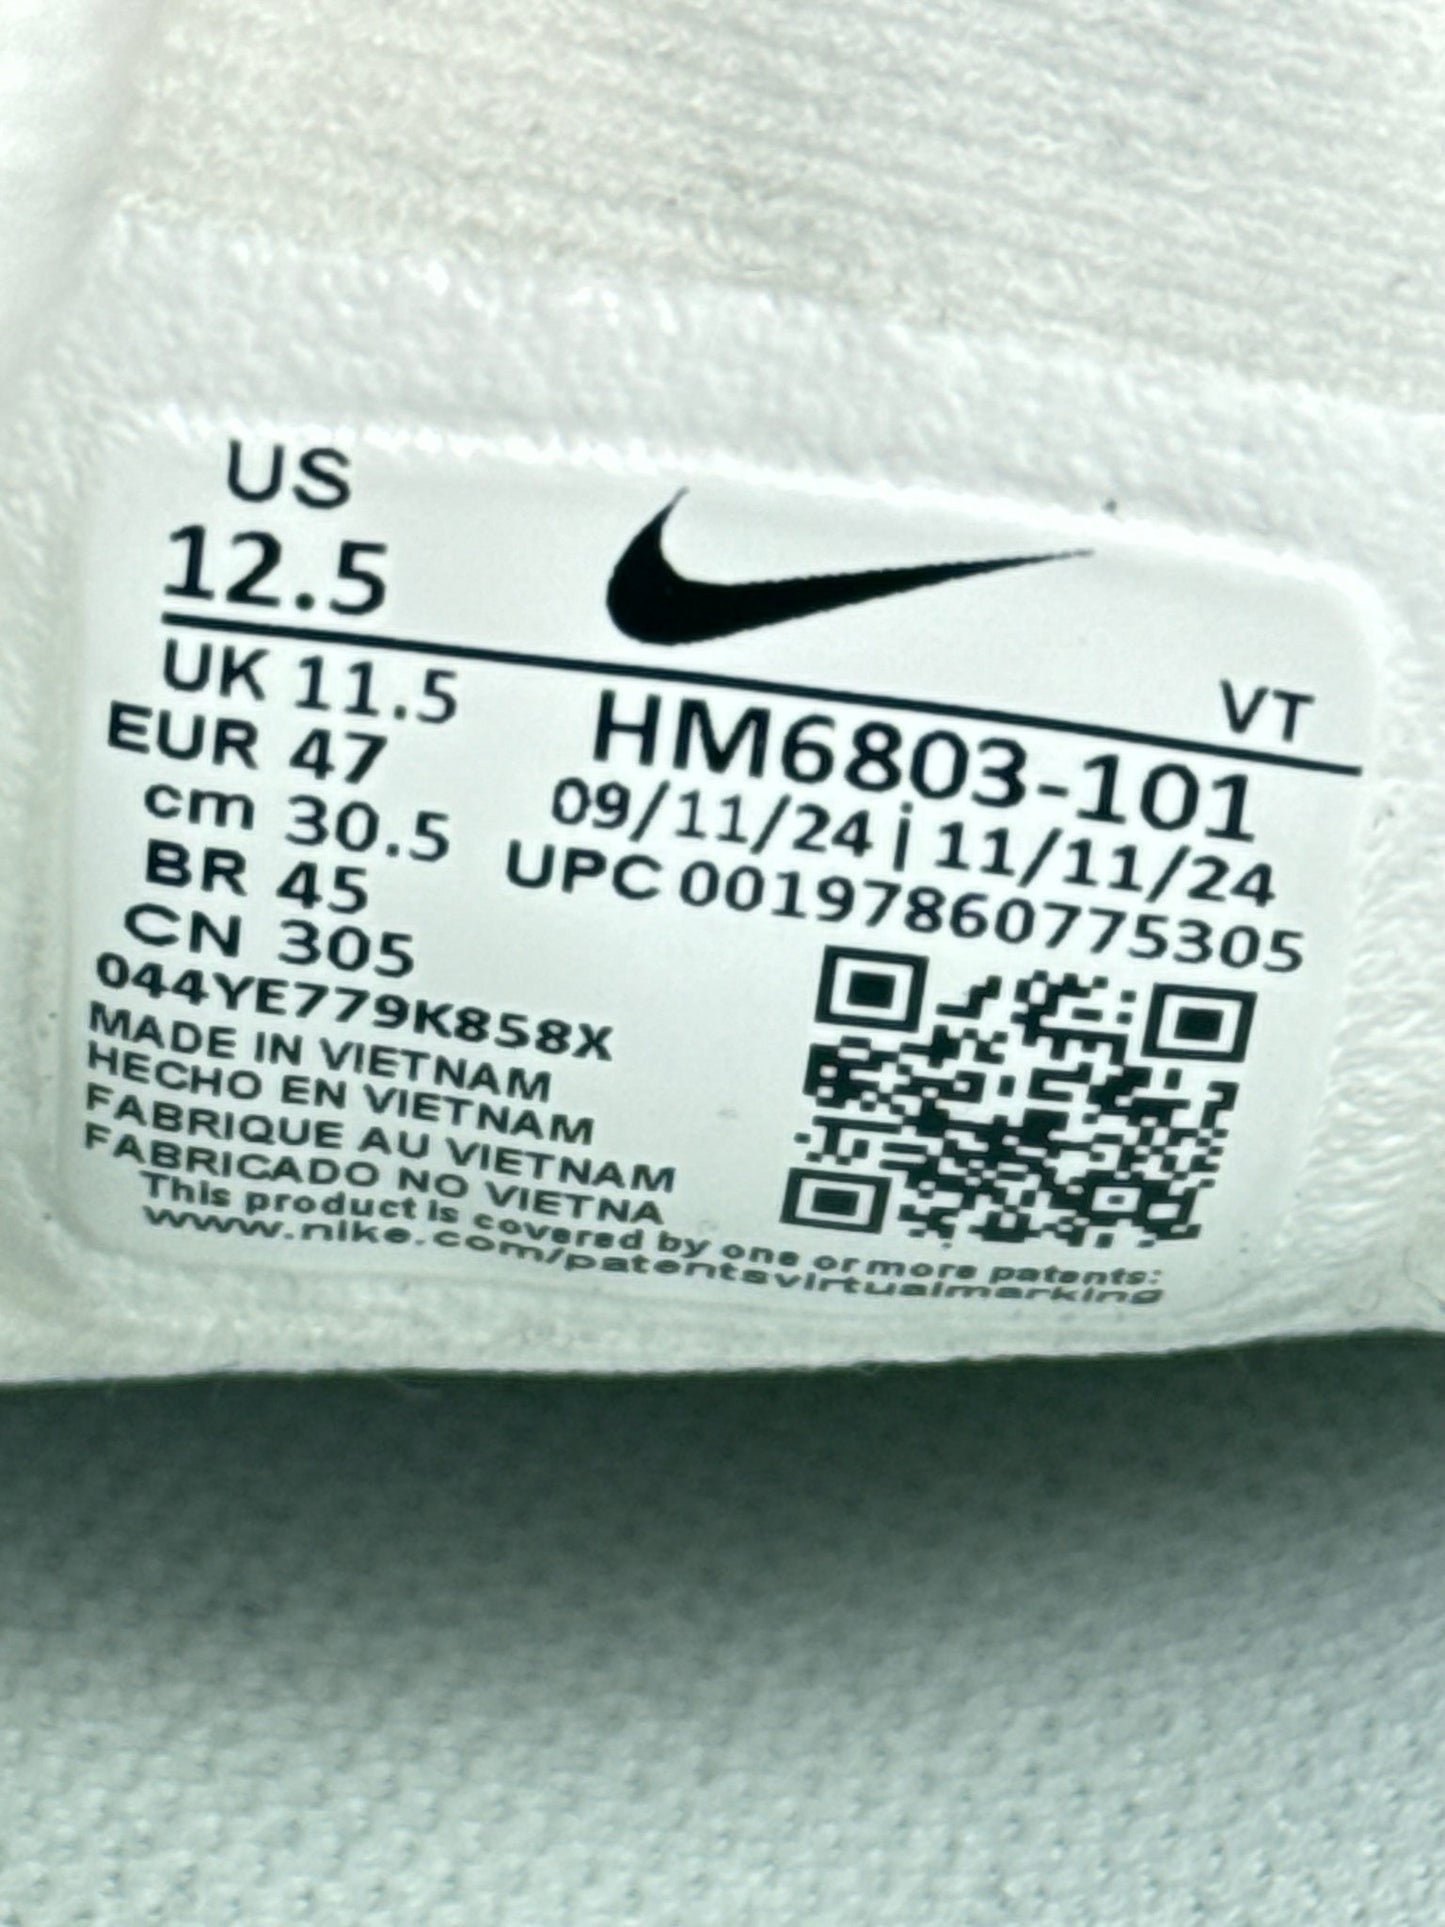 US
12.5
VT
UK 11.5
EUR 47
cm 30.5
BR 45
CN 305
HM6803-101
09/11/24 | 11/11/24
UPC 00197860775305
044YE779K858X
MADE IN VIETNAM
HECHO EN VIETNAM
FABRIQUE AU VIETNAM
FABRICADO NO VIETNA
This product is covered by one or more patents:
www.nike.com/patentsvirtualmarking